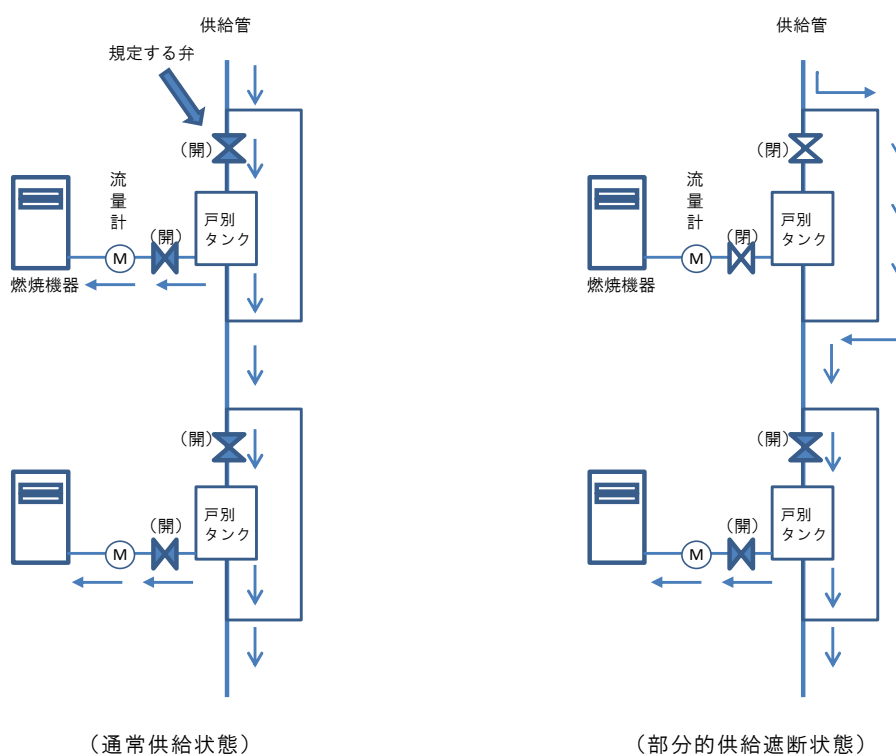 供給管
規定する弁
（開）
流量計
戸別
タンク
（開）
M
燃焼機器
（開）
戸別
タンク
（開）
M
（通常供給状態）
供給管
（閉）
流量計
戸別
タンク
（閉）
M
燃焼機器
（開）
戸別
タンク
（開）
M
（部分的供給遮断状態）